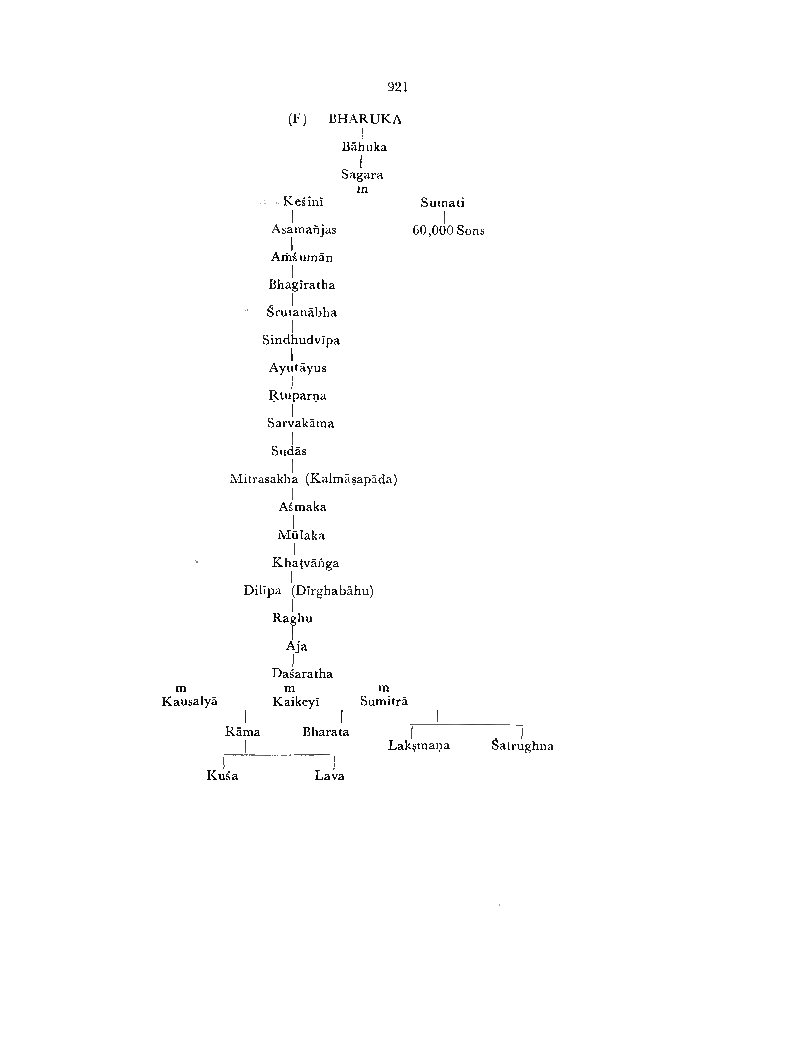 921
(F) BHARUKA
Bāhuka
Sagara
m
Keśinī Sumati
Asamañjas 60,000 Sons
Aṁśumān
Bhagīratha
Śrutanābha
Sindhudvīpa
Ayutāyus
Ṛtuparṇa
Sarvakāma
Sudās
Mitrasakha (Kalmāṣapāda)
Aśmaka
Mūlaka
Khaṭvāṅga
Dilīpa (Dīrghabāhu)
Raghu
Aja
Daśaratha
m m m
Kausalyā Kaikeyī Sumitrā
Rāma Bharata
Lakṣmaṇa Śatrughna
Kuśa Lava